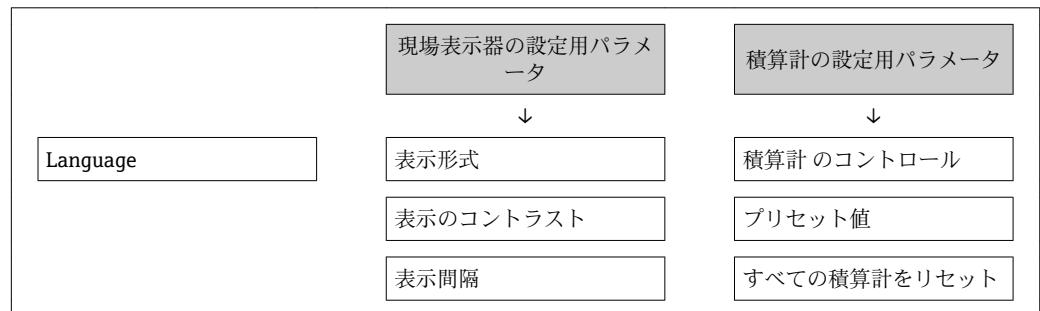 現場表示器の設定用パラメ
ータ
積算計の設定用パラメータ
↓
↓
Language
表示形式
積算計 のコントロール
表示のコントラスト
プリセット値
表示間隔
すべての積算計をリセット